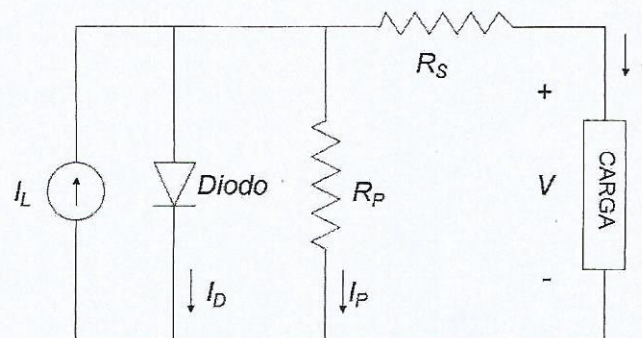 R_S
+
I_L
Diodo
R_P
V
CARGA
-
I_D
I_P